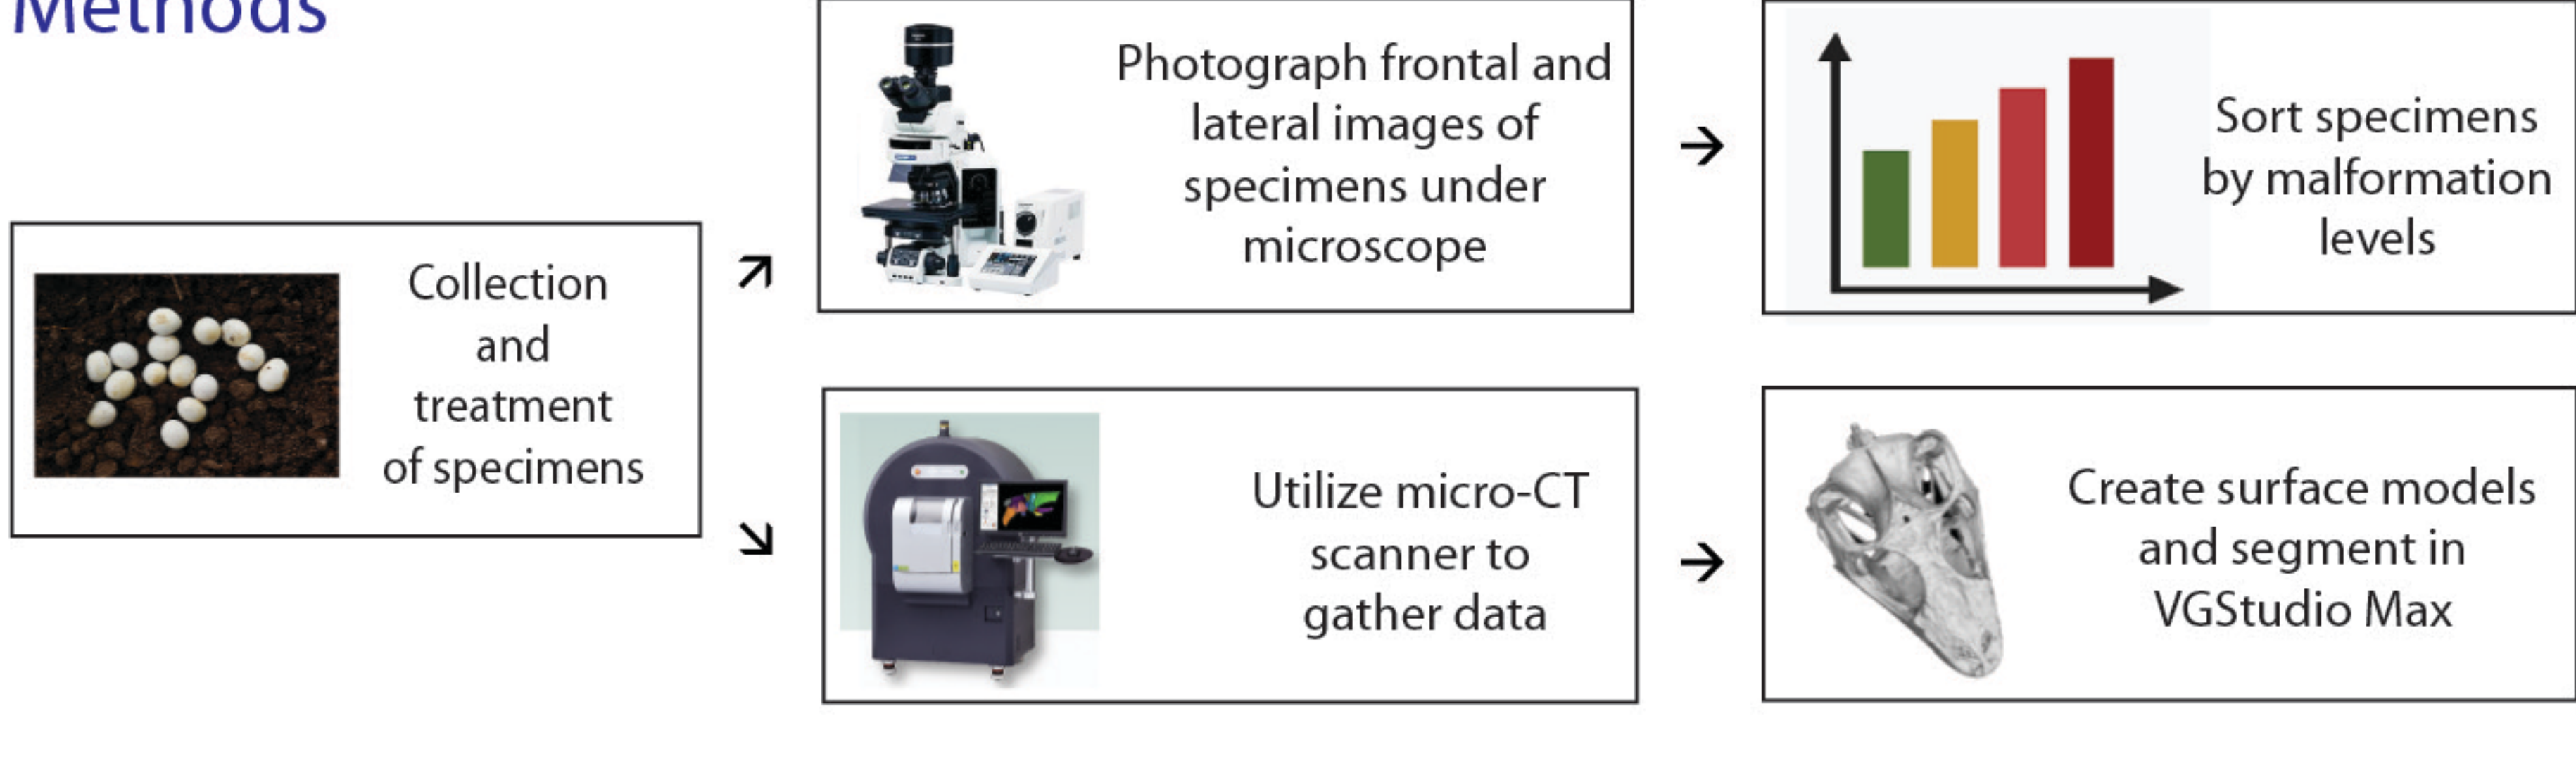 Methods
Collection
and
treatment
of specimens
Photograph frontal and
lateral images of
specimens under
microscope
Sort specimens
by malformation
levels
Utilize micro-CT
scanner to
gather data
Create surface models
and segment in
VGStudio Max